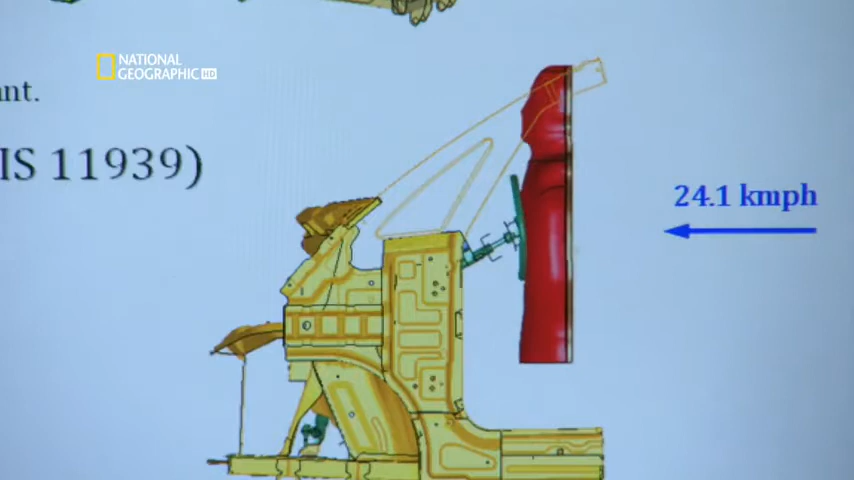 NATIONAL
GEOGRAPHIC HD
ant.
IS 11939)
24.1 kmph